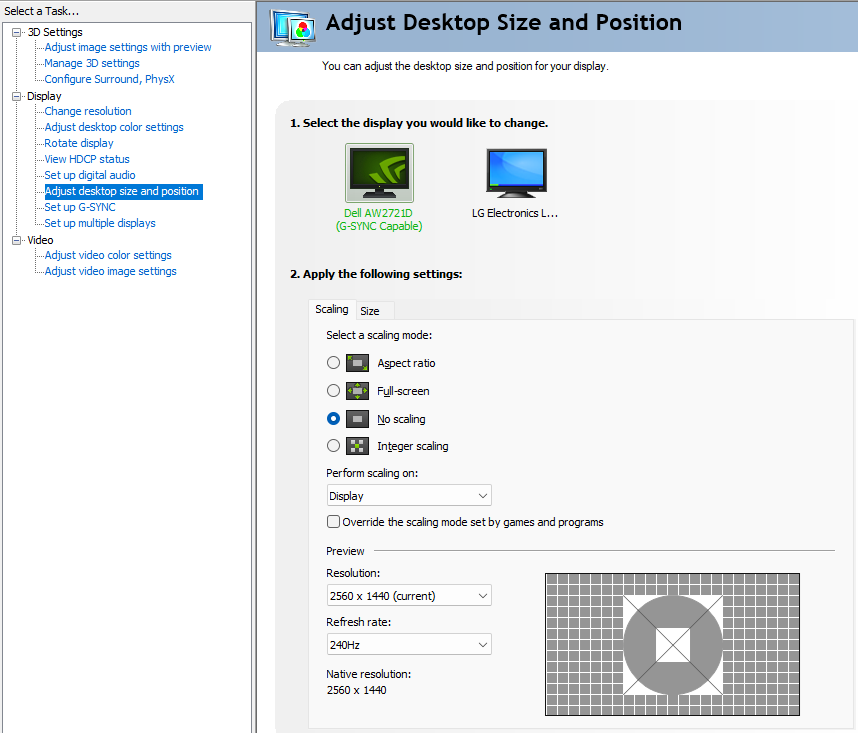 Select a Task...
3D Settings
Adjust image settings with preview
Manage 3D settings
Configure Surround, PhysX
Display
Change resolution
Adjust desktop color settings
Rotate display
View HDCP status
Set up digital audio
Adjust desktop size and position
Set up G-SYNC
Set up multiple displays
Video
Adjust video color settings
Adjust video image settings
Adjust Desktop Size and Position
You can adjust the desktop size and position for your display.
1. Select the display you would like to change.
Dell AW2721D
(G-SYNC Capable)
LG Electronics L...
2. Apply the following settings:
Scaling
Size
Select a scaling mode:
Aspect ratio
Full-screen
No scaling
Integer scaling
Perform scaling on:
Display
Override the scaling mode set by games and programs
Preview
Resolution:
2560 x 1440 (current)
Refresh rate:
240Hz
Native resolution:
2560 x 1440